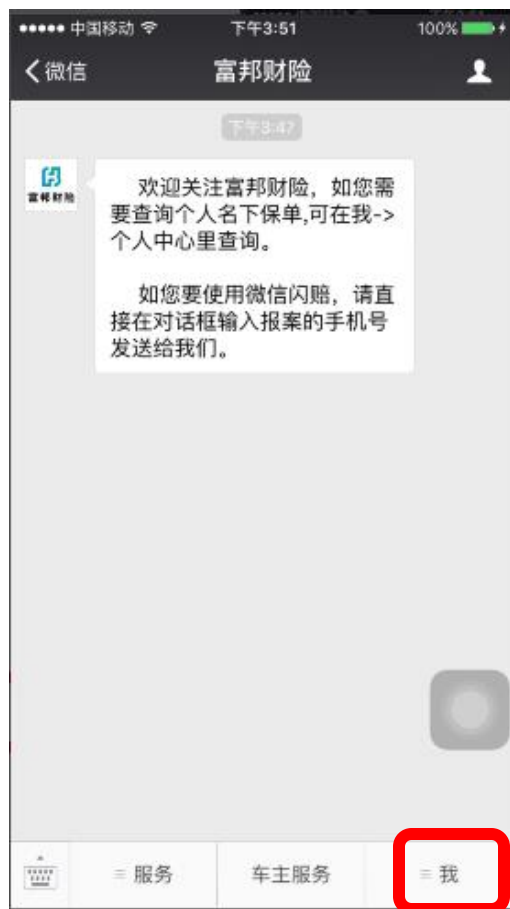 中国移动 下午3:51 100%
微信 富邦财险
下午3:47
富邦财险
欢迎关注富邦财险，如您需
要查询个人名下保单,可在我->
个人中心里查询。
如您要使用微信闪赔，请直
接在对话框输入报案的手机号
发送给我们。
服务 车主服务 我